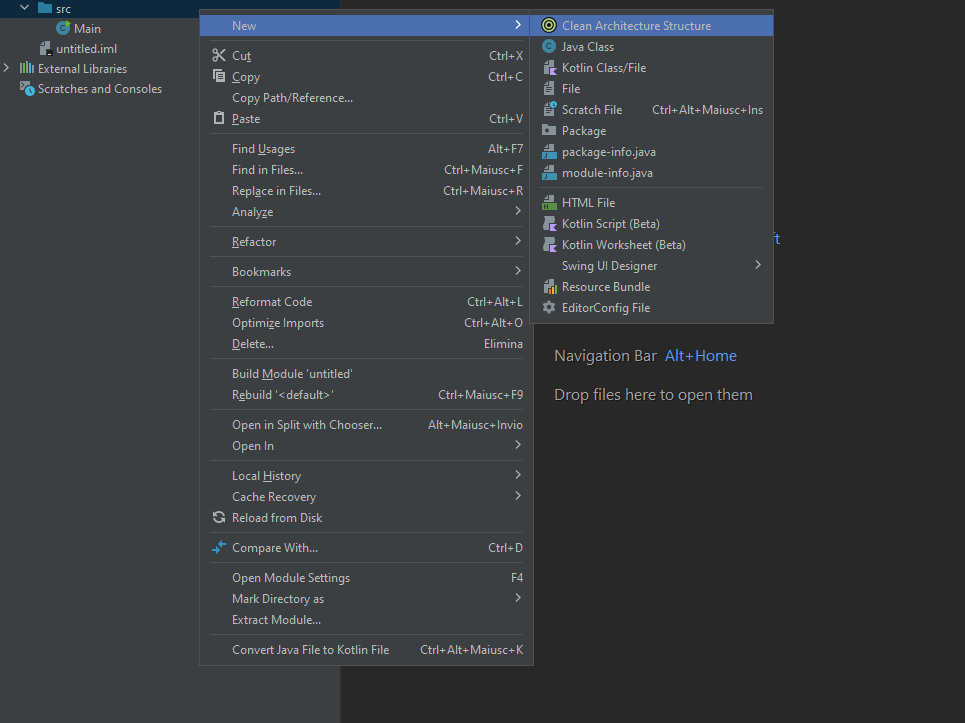 src
Main
untitled.iml
External Libraries
Scratches and Consoles
New
Cut Ctrl+X
Copy Ctrl+C
Copy Path/Reference...
Paste Ctrl+V
Find Usages Alt+F7
Find in Files... Ctrl+Maiusc+F
Replace in Files... Ctrl+Maiusc+R
Analyze
Refactor
Bookmarks
Reformat Code Ctrl+Alt+L
Optimize Imports Ctrl+Alt+O
Delete... Elimina
Build Module 'untitled'
Rebuild '<default>' Ctrl+Maiusc+F9
Open in Split with Chooser... Alt+Maiusc+Invio
Open In
Local History
Cache Recovery
Reload from Disk
Compare With... Ctrl+D
Open Module Settings F4
Mark Directory as
Extract Module...
Convert Java File to Kotlin File Ctrl+Alt+Maiusc+K
Clean Architecture Structure
Java Class
Kotlin Class/File
File
Scratch File Ctrl+Alt+Maiusc+Ins
Package
package-info.java
module-info.java
HTML File
Kotlin Script (Beta)
Kotlin Worksheet (Beta)
Swing UI Designer
Resource Bundle
EditorConfig File
Navigation Bar Alt+Home
Drop files here to open them